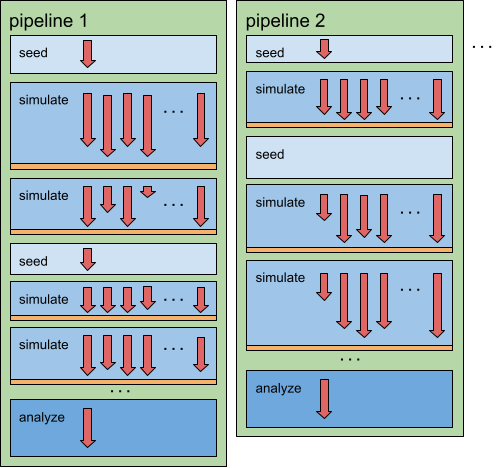 pipeline 1
seed
simulate
...
simulate
...
seed
simulate
...
simulate
...
...
analyze
pipeline 2
seed
simulate
...
seed
simulate
...
simulate
...
...
analyze
...